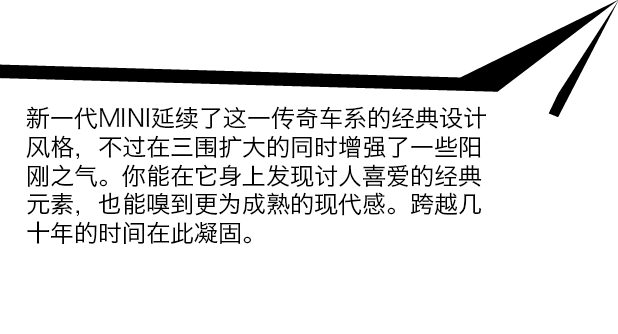 新一代MINI延续了这一传奇车系的经典设计
风格，不过在三围扩大的同时增强了一些阳
刚之气。你能在它身上发现讨人喜爱的经典
元素，也能嗅到更为成熟的现代感。跨越几
十年的时间在此凝固。